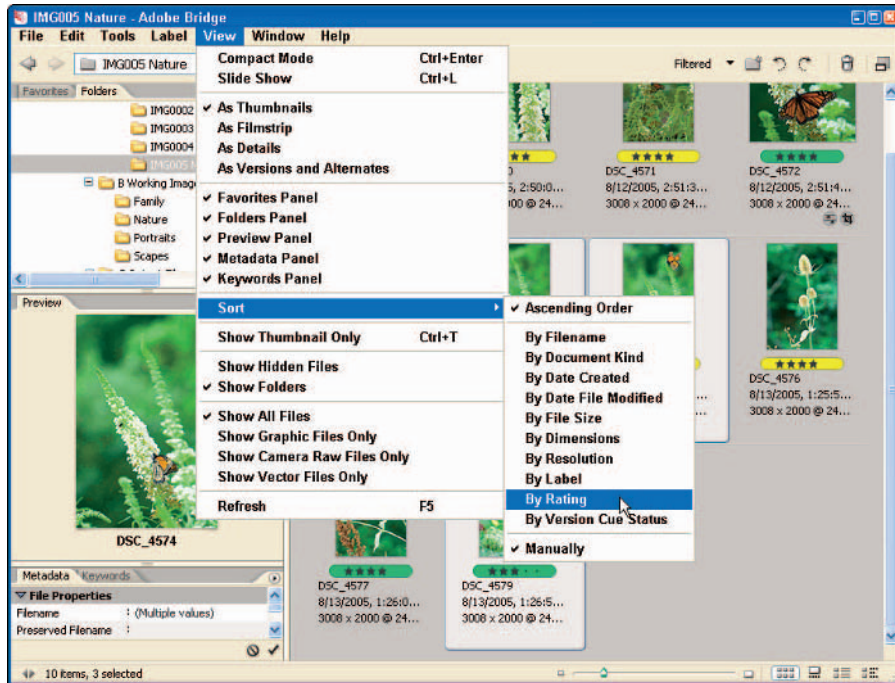 IMG005 Nature - Adobe Bridge
File Edit Tools Label View Window Help
IMG005 Nature
Filtered
Favorites Folders
IMG0002
IMG0003
IMG0004
B Working
Family
Nature
Portraits
Scapes
Compact Mode Ctrl+Enter
Slide Show Ctrl+L
As Thumbnails
As Filmstrip
As Details
As Versions and Alternates
Favorites Panel
Folders Panel
Preview Panel
Metadata Panel
Keywords Panel
Sort
Show Thumbnail Only Ctrl+T
Show Hidden Files
Show Folders
Show All Files
Show Graphic Files Only
Show Camera Raw Files Only
Show Vector Files Only
Refresh F5
Ascending Order
By Filename
By Document Kind
By Date Created
By Date File Modified
By File Size
By Dimensions
By Resolution
By Label
By Rating
By Version Cue Status
Manually
DSC_4571
8/12/2005, 2:51:3...
3008 x 2000 @ 24...
DSC_4572
8/12/2005, 2:51:4...
3008 x 2000 @ 24...
DSC_4576
8/13/2005, 1:25:5...
3008 x 2000 @ 24...
DSC_4577
8/13/2005, 1:26:0...
3008 x 2000 @ 24...
DSC_4579
8/13/2005, 1:26:5...
3008 x 2000 @ 24...
Preview
DSC_4574
Metadata Keywords
File Properties
Filename : (Multiple values)
Preserved Filename :
10 items, 3 selected